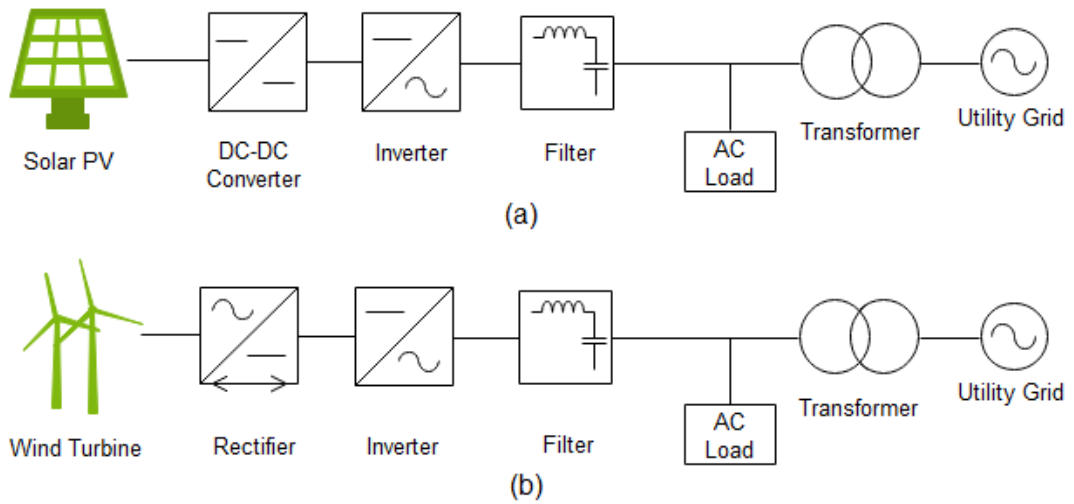 Solar PV
DC-DC
Converter
Inverter
Filter
AC
Load
Transformer
Utility Grid
(a)
Wind Turbine
Rectifier
Inverter
Filter
AC
Load
Transformer
Utility Grid
(b)